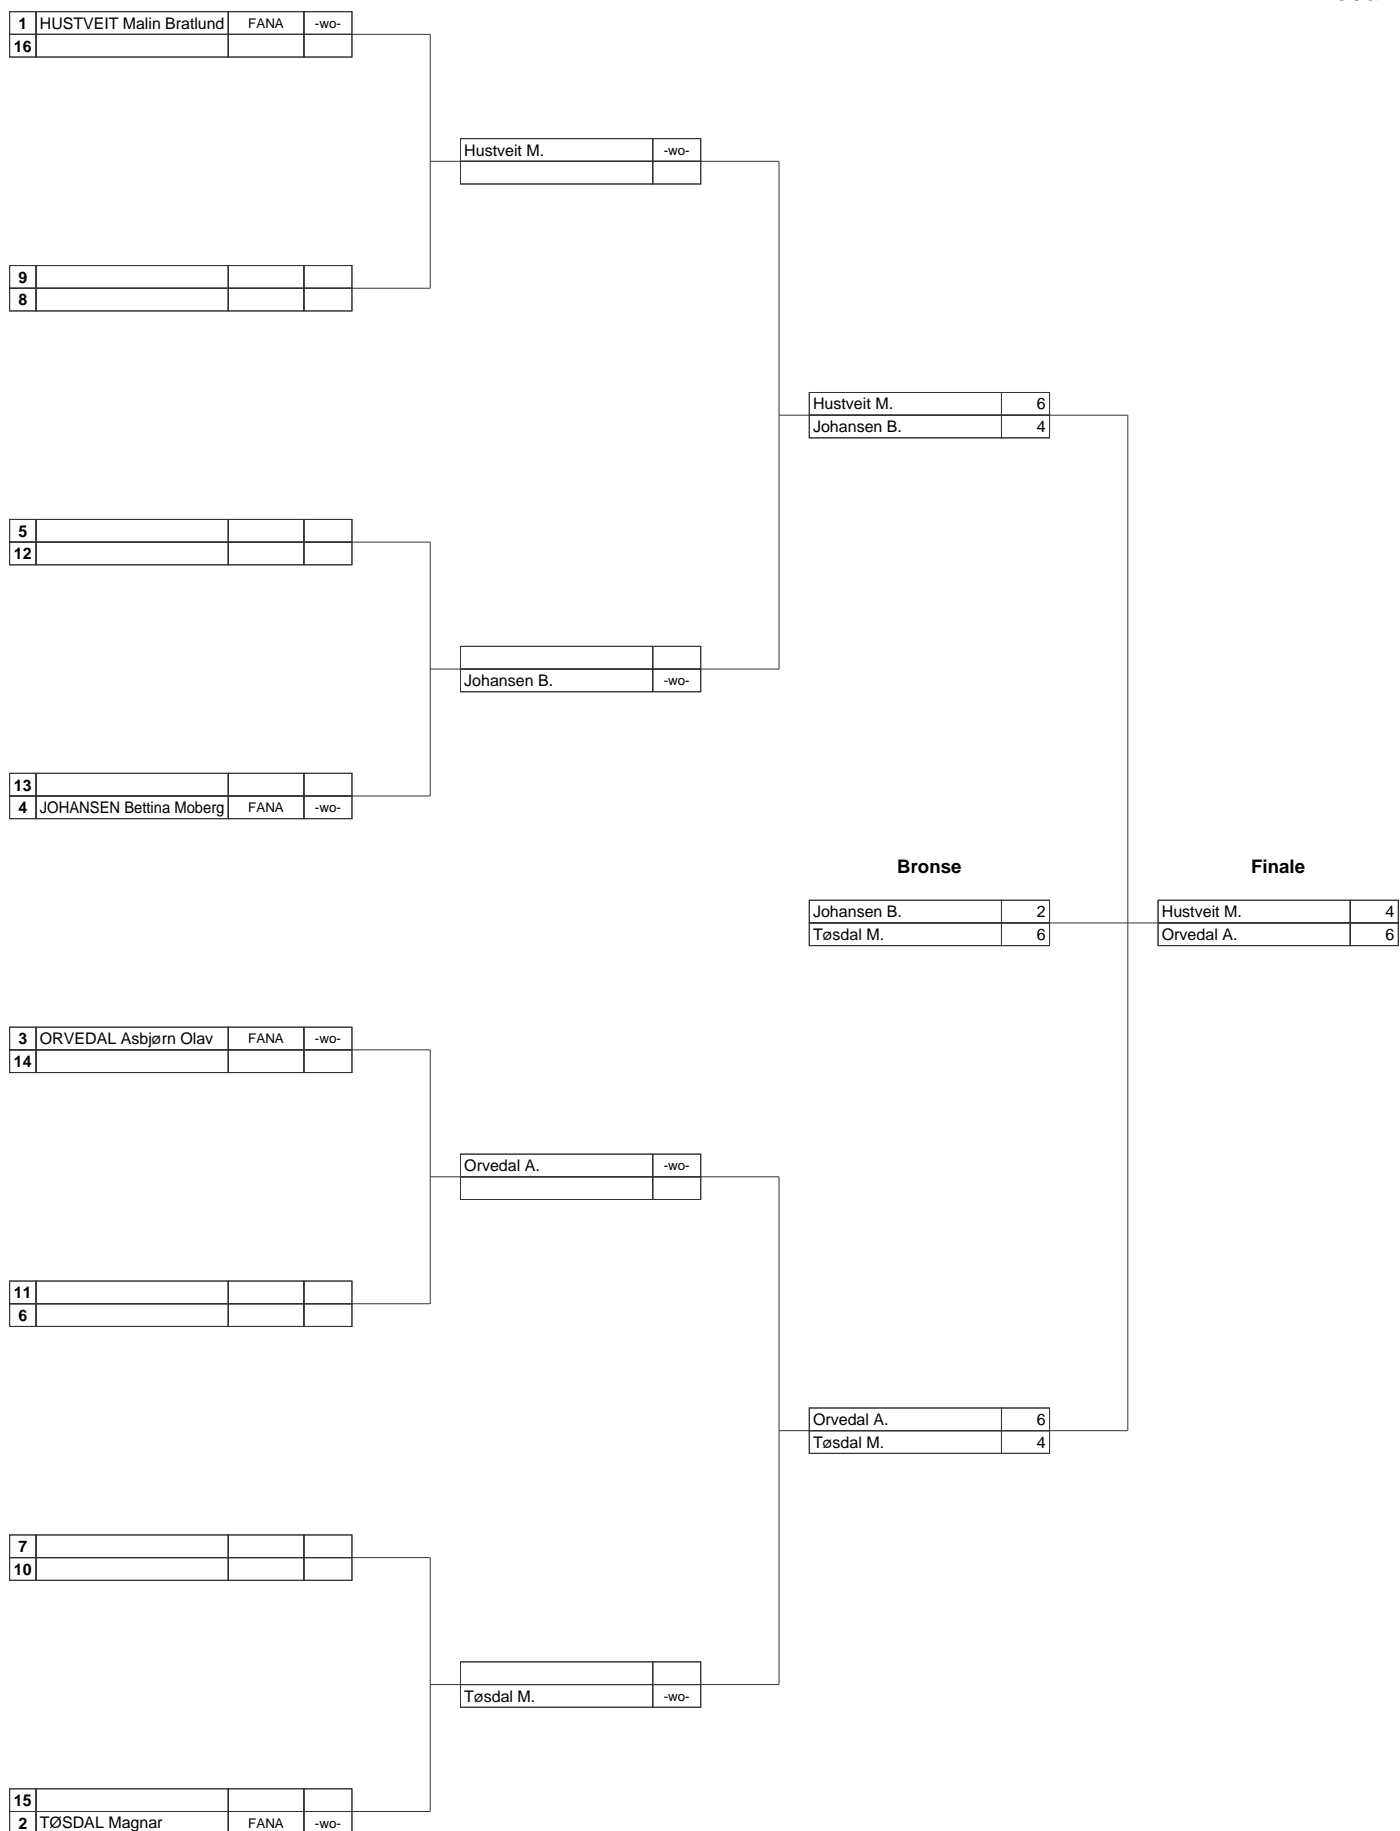 1 HUSTVEIT Malin Bratlund FANA -wo-
16
Hustveit M. -wo-
9
8
Hustveit M. 6
Johansen B. 4
5
12
Johansen B. -wo-
13
4 JOHANSEN Bettina Moberg FANA -wo-
Bronse Finale
Johansen B. 2 Hustveit M. 4
Tøsdal M. 6 Orvedal A. 6
3 ORVEDAL Asbjørn Olav FANA -wo-
14
Orvedal A. -wo-
11
6
Orvedal A. 6
Tøsdal M. 4
7
10
Tøsdal M. -wo-
15
2 TØSDAL Magnar FANA -wo-